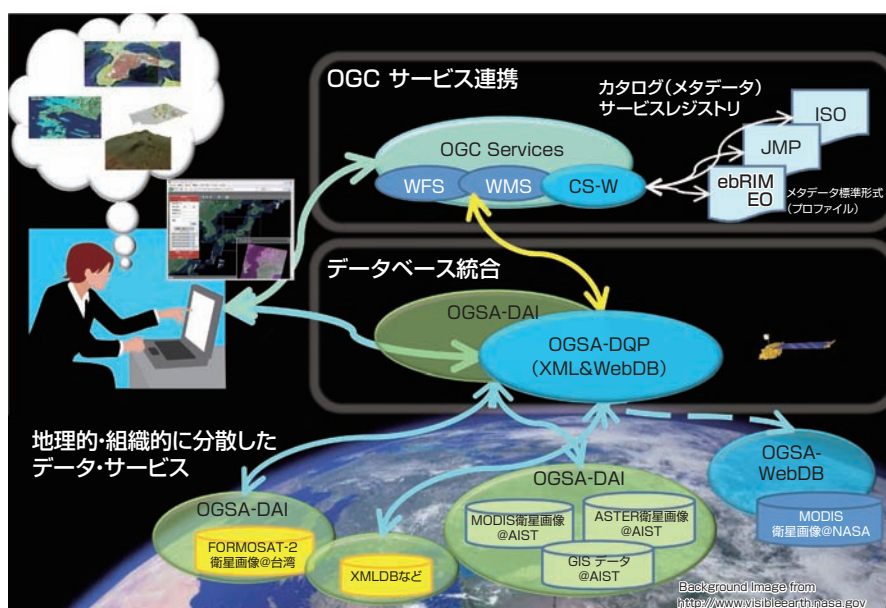 OGC サービス連携
カタログ(メタデータ)
サービスレジストリ
ISO
JMP
ebRIM
EO
メタデータ標準形式
(プロファイル)
OGC Services
WFS
WMS
CS-W
データベース統合
OGSA-DAI
OGSA-DQP
(XML&WebDB)
地理的・組織的に分散した
データ・サービス
OGSA-
WebDB
MODIS
衛星画像@NASA
OGSA-DAI
MODIS衛星画像
@AIST
ASTER衛星画像
@AIST
GIS データ
@AIST
OGSA-DAI
FORMOSAT-2
衛星画像@台湾
XMLDBなど
Background Image from
http://www.visibleearth.nasa.gov